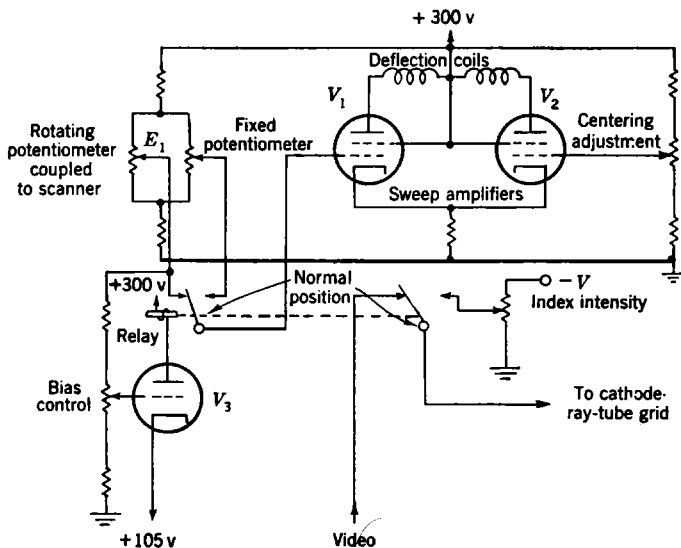 + 300 v
Deflection coils
V1
V2
Rotating
potentiometer
coupled
to scanner
E1
Fixed
potentiometer
Centering
adjustment
Sweep amplifiers
+300 v
Normal
position
− V
Index intensity
Relay
Bias
control
V3
To cathode-
ray-tube grid
+105 v
Video